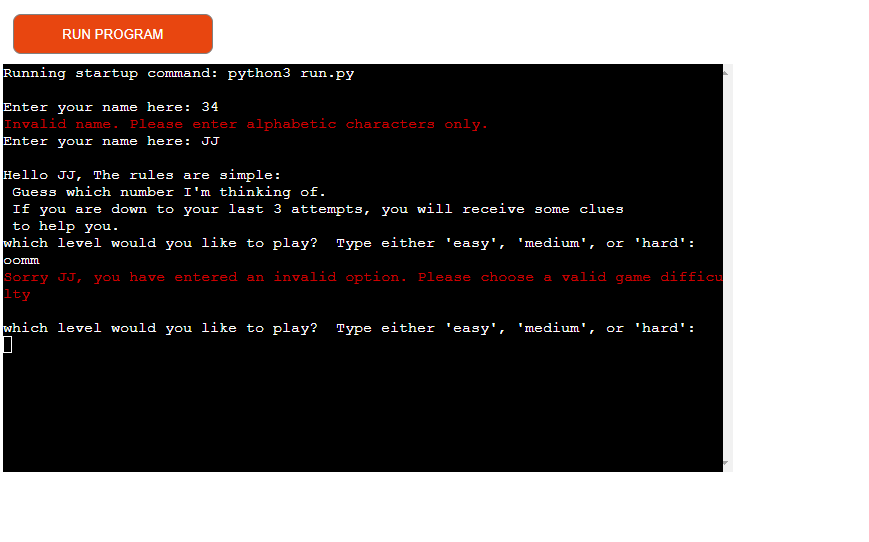 RUN PROGRAM
Running startup command: python3 run.py
Enter your name here: 34
Invalid name. Please enter alphabetic characters only.
Enter your name here: JJ
Hello JJ, The rules are simple:
Guess which number I'm thinking of.
If you are down to your last 3 attempts, you will receive some clues
to help you.
which level would you like to play?  Type either 'easy', 'medium', or 'hard':
oomm
Sorry JJ, you have entered an invalid option. Please choose a valid game difficu
lty
which level would you like to play?  Type either 'easy', 'medium', or 'hard':